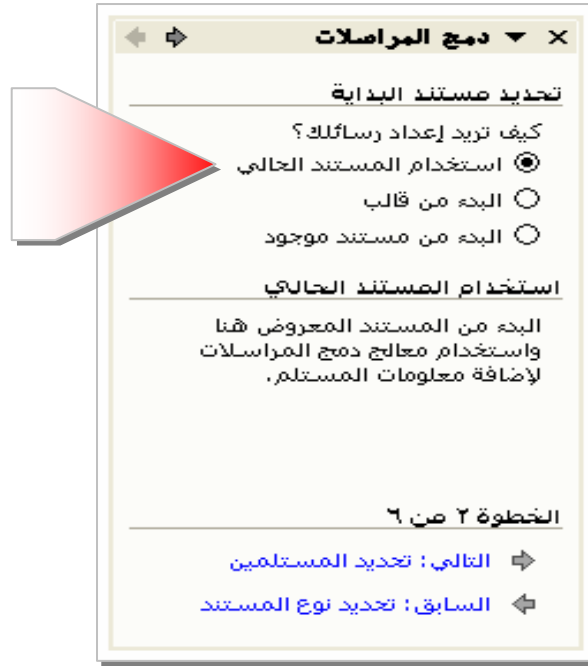 دمج المراصلات
تحديد مستند البداية
كيف تريد إعداد رسائلك؟
استخدام المستند الحالي
البدء من قالب
البدء من مستند موجود
استخدام المستند الحالي
البدء من المستند المعروض هنا
واستخدام معالج دمج المراسلات
لإضافة معلومات المستلم.
الخطوة ٢ من ٦
التالي: تحديد المستلمين
السابق: تحديد نوع المستند